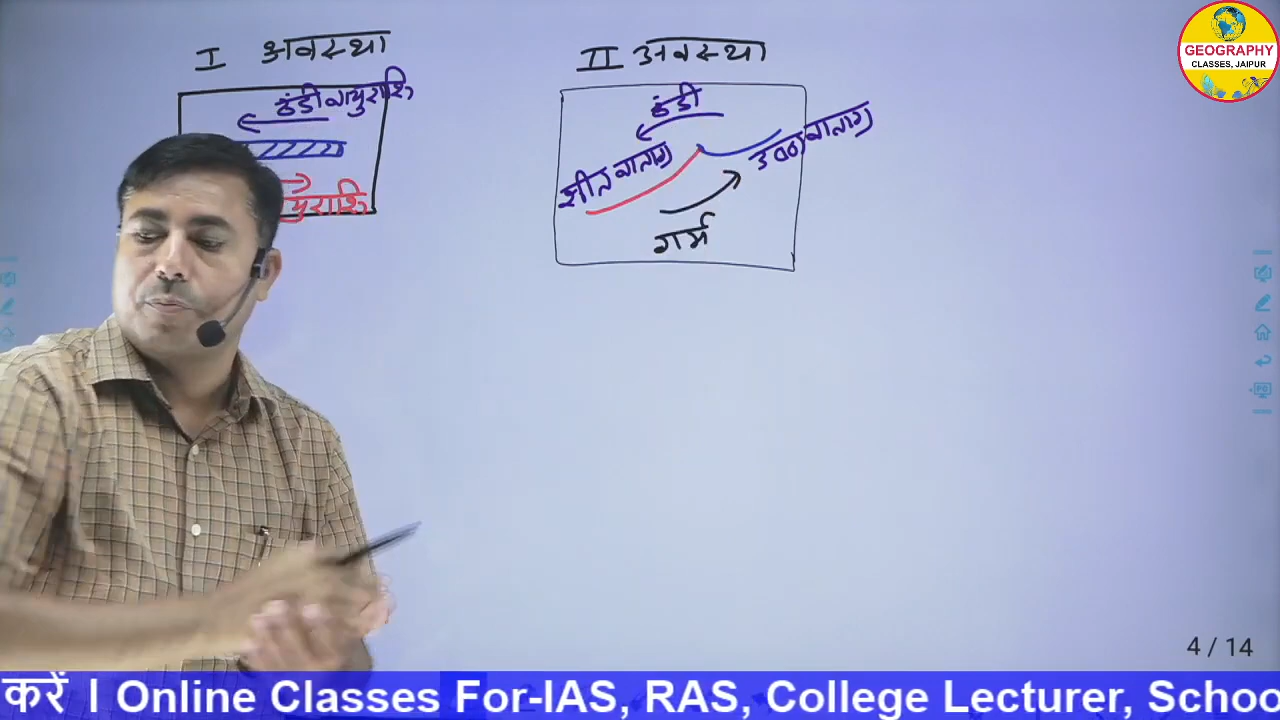 I अवस्था
ठंडी वायुराशि
युराशि
II अवस्था
ठंडी
शीत वाताग्र
उष्ण वाताग्र
गर्म
GEOGRAPHY
CLASSES, JAIPUR
4 / 14
करें । Online Classes For-IAS, RAS, College Lecturer, Schoo